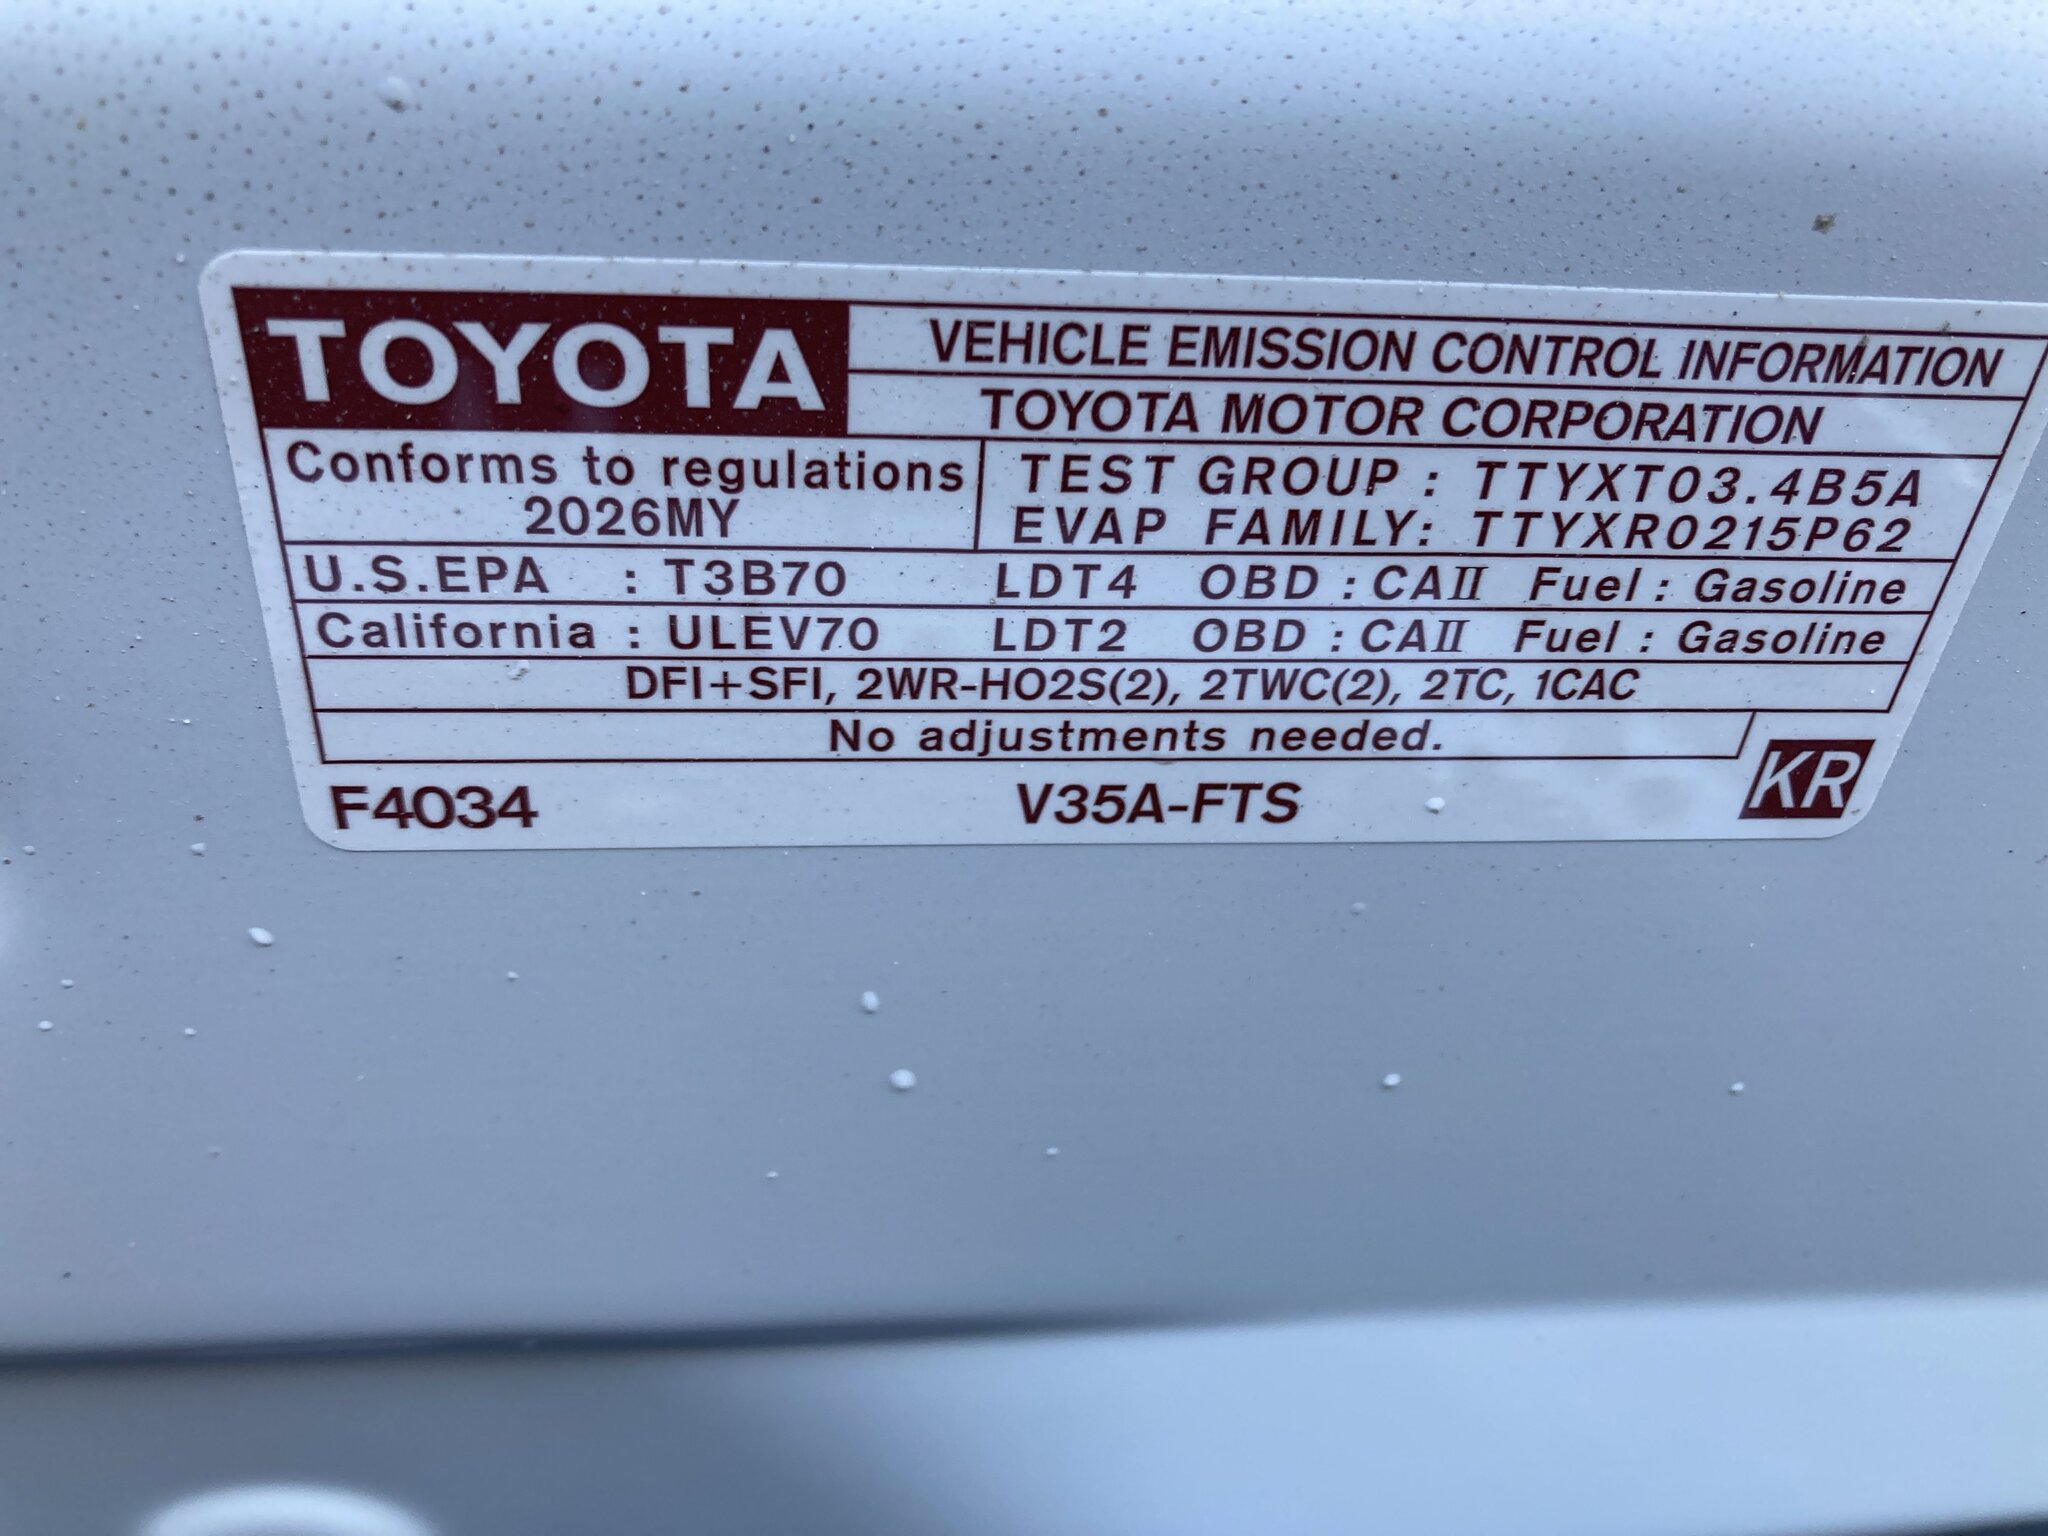 TOYOTA
VEHICLE EMISSION CONTROL INFORMATION
TOYOTA MOTOR CORPORATION
Conforms to regulations
2026MY
TEST GROUP : TTYXT03.4B5A
EVAP FAMILY: TTYXR0215P62
U.S.EPA : T3B70 LDT4 OBD : CAII Fuel : Gasoline
California : ULEV70 LDT2 OBD : CAII Fuel : Gasoline
DFI+SFI, 2WR-HO2S(2), 2TWC(2), 2TC, 1CAC
No adjustments needed.
F4034 V35A-FTS KR